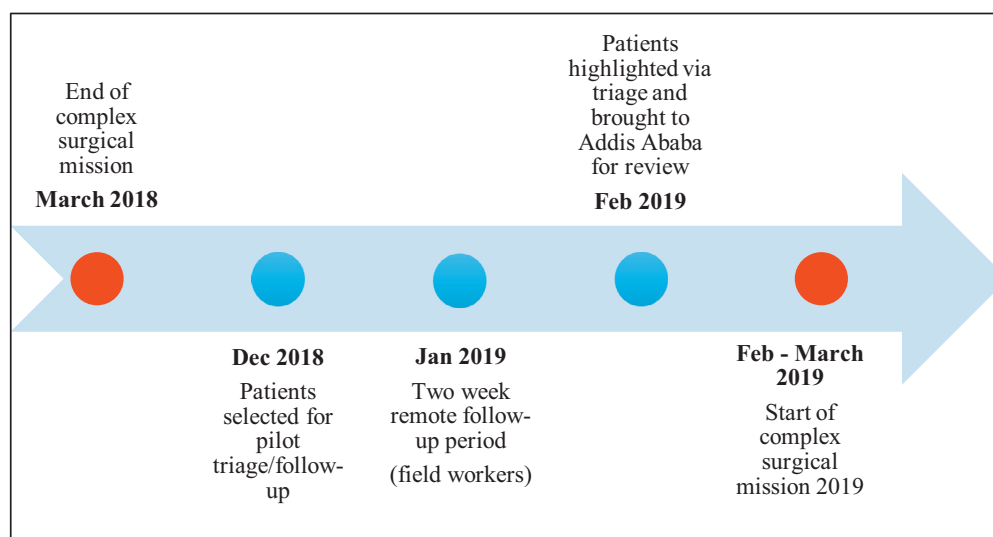 End of
complex
surgical
mission
March 2018
Dec 2018
Patients
selected for
pilot
triage/follow-
up
Jan 2019
Two week
remote follow-
up period
(field workers)
Patients
highlighted via
triage and
brought to
Addis Ababa
for review
Feb 2019
Feb - March
2019
Start of
complex
surgical
mission 2019